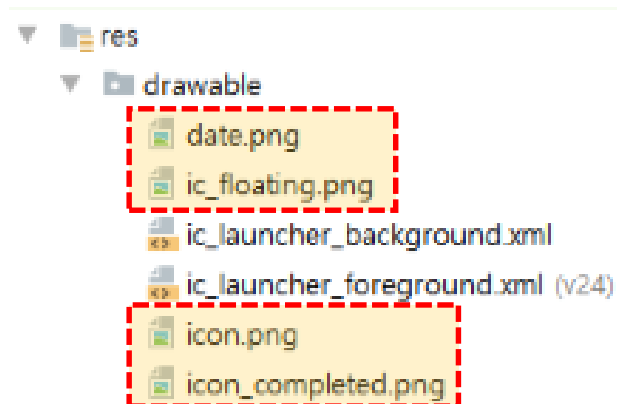 res
drawable
date.png
ic_floating.png
ic_launcher_background.xml
ic_launcher_foreground.xml (v24)
icon.png
icon_completed.png